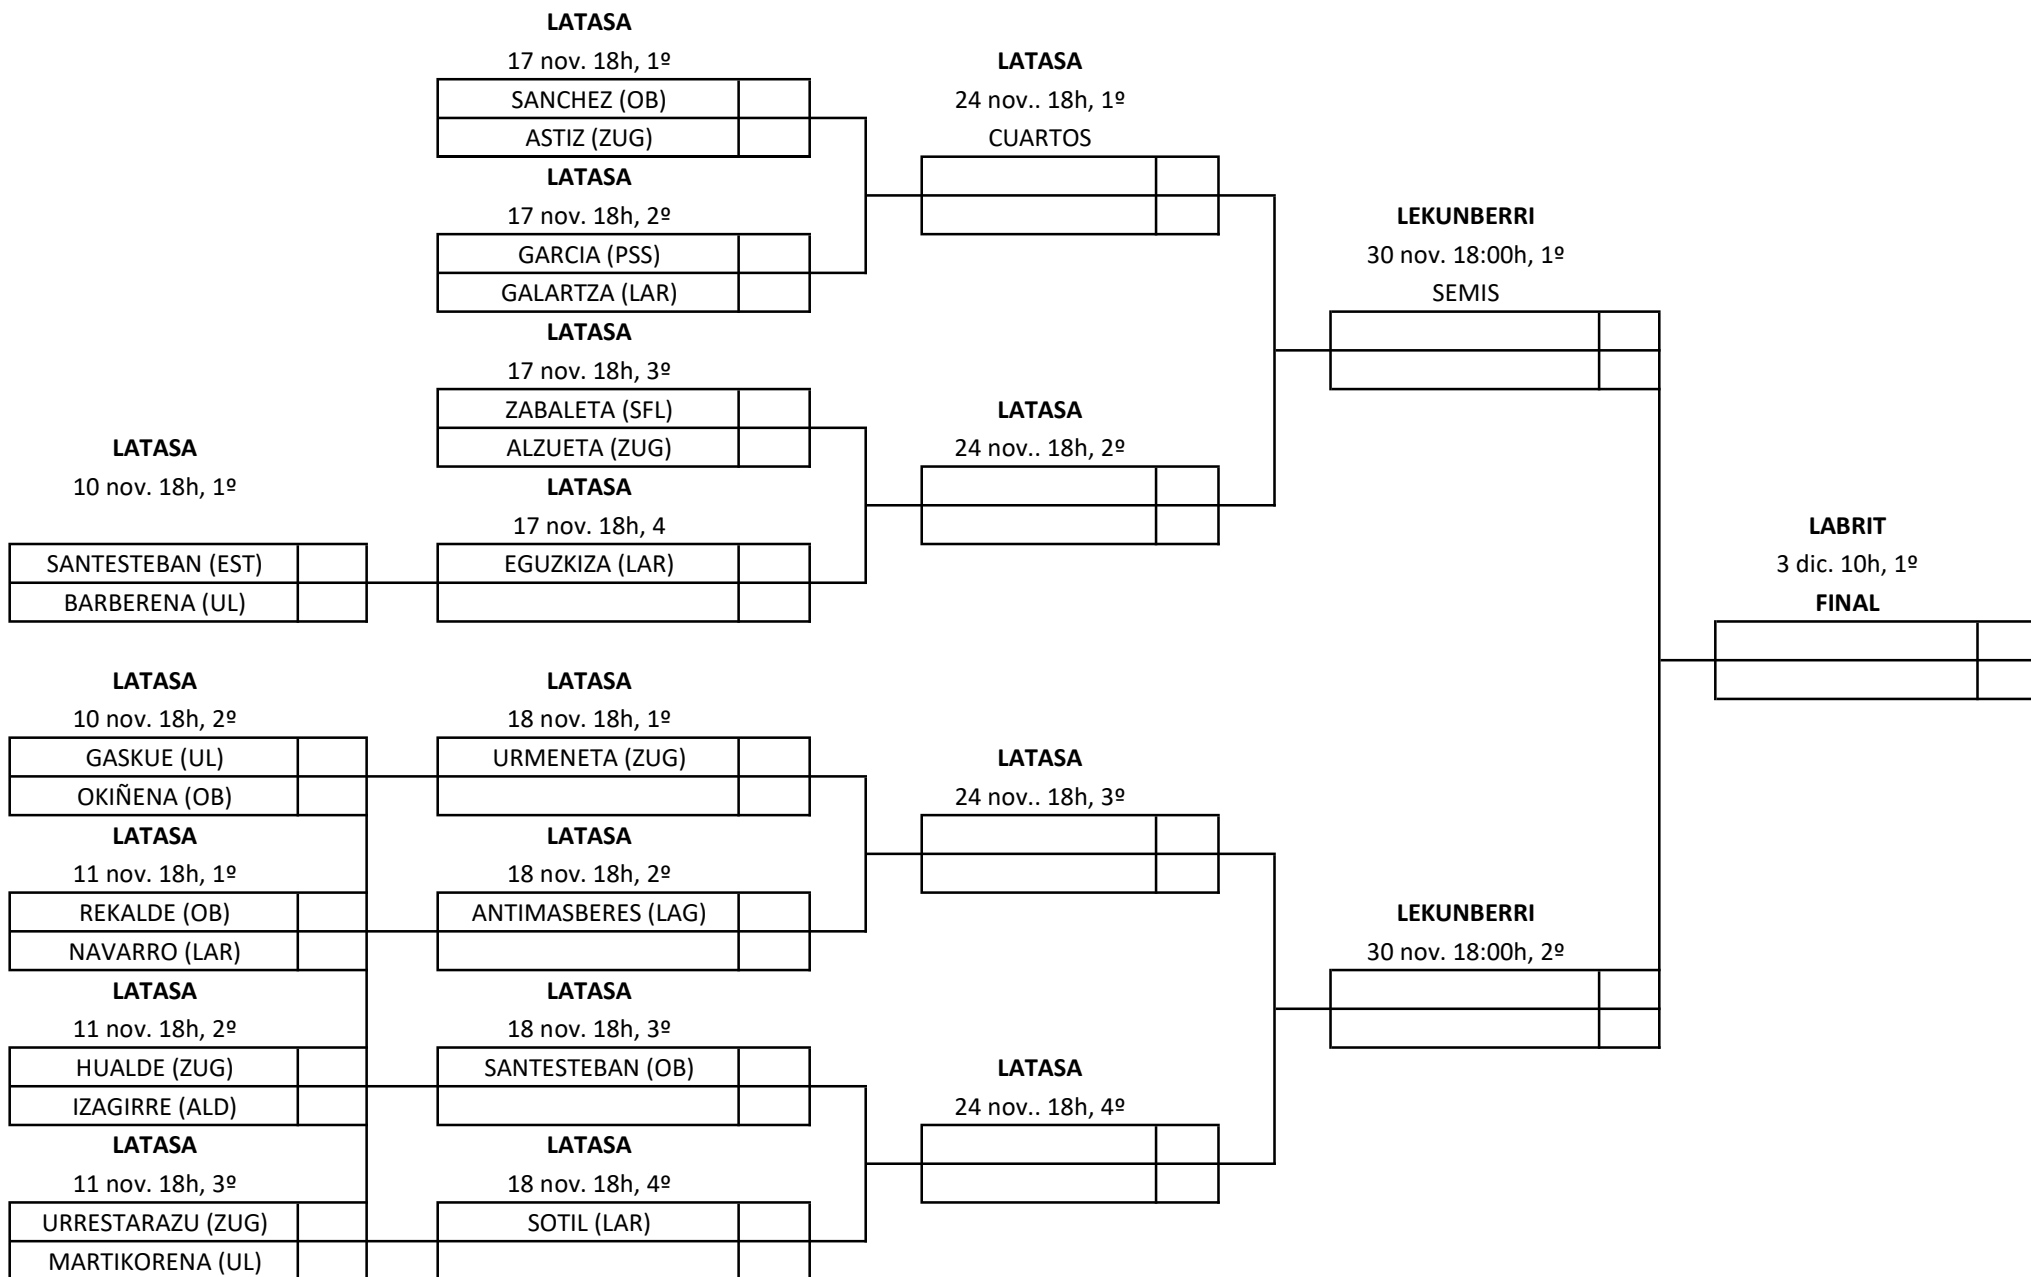 LATASA
17 nov. 18h, 1º
SANCHEZ (OB)
ASTIZ (ZUG)
LATASA
17 nov. 18h, 2º
GARCIA (PSS)
GALARTZA (LAR)
LATASA
17 nov. 18h, 3º
ZABALETA (SFL)
ALZUETA (ZUG)
LATASA
17 nov. 18h, 4
EGUZKIZA (LAR)
LATASA
10 nov. 18h, 1º
SANTESTEBAN (EST)
BARBERENA (UL)
LATASA
10 nov. 18h, 2º
GASKUE (UL)
OKIÑENA (OB)
LATASA
11 nov. 18h, 1º
REKALDE (OB)
NAVARRO (LAR)
LATASA
11 nov. 18h, 2º
HUALDE (ZUG)
IZAGIRRE (ALD)
LATASA
11 nov. 18h, 3º
URRESTARAZU (ZUG)
MARTIKORENA (UL)
LATASA
18 nov. 18h, 1º
URMENETA (ZUG)
LATASA
18 nov. 18h, 2º
ANTIMASBERES (LAG)
LATASA
18 nov. 18h, 3º
SANTESTEBAN (OB)
LATASA
18 nov. 18h, 4º
SOTIL (LAR)
LATASA
24 nov.. 18h, 1º
CUARTOS
LATASA
24 nov.. 18h, 2º
LATASA
24 nov.. 18h, 3º
LATASA
24 nov.. 18h, 4º
LEKUNBERRI
30 nov. 18:00h, 1º
SEMIS
LEKUNBERRI
30 nov. 18:00h, 2º
LABRIT
3 dic. 10h, 1º
FINAL